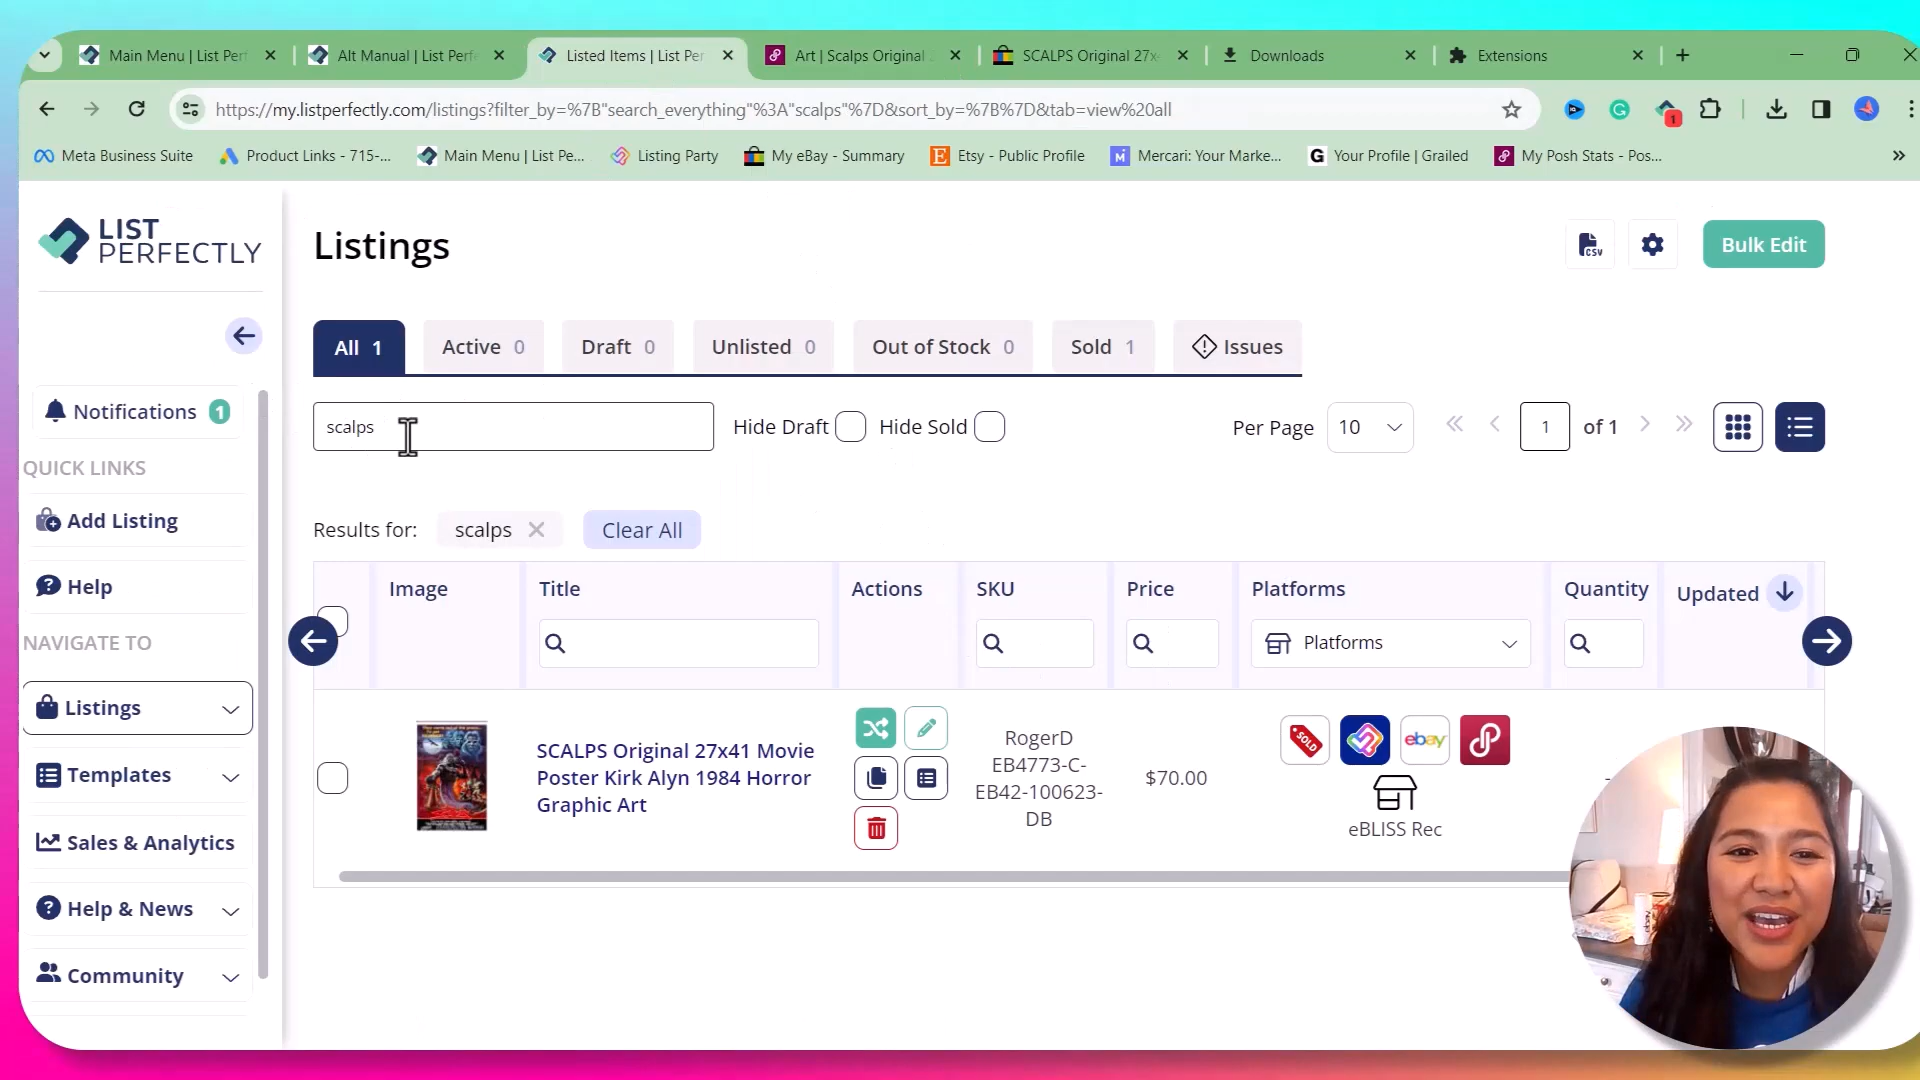 Main Menu | List Perf
Alt Manual | List Perfe
Listed Items | List Per
Art | Scalps Original
SCALPS Original 27x
Downloads
Extensions
https://my.listperfectly.com/listings?filter_by=%7B"search_everything"%3A"scalps"%7D&sort_by=%7B%7D&tab=view%20all
1
Meta Business Suite
Product Links - 715-...
Main Menu | List Pe...
Listing Party
My eBay - Summary
Etsy - Public Profile
Mercari: Your Marke...
Your Profile | Grailed
My Posh Stats - Pos...
LIST
PERFECTLY
Listings
CSV
Bulk Edit
All 1
Active 0
Draft 0
Unlisted 0
Out of Stock 0
Sold 1
Issues
Notifications 1
scalps
Hide Draft
Hide Sold
Per Page 10
1 of 1
QUICK LINKS
Add Listing
Help
NAVIGATE TO
Listings
Templates
Sales & Analytics
Help & News
Community
Results for: scalps
Clear All
Image Title Actions SKU Price Platforms Quantity Updated
Platforms
SCALPS Original 27x41 Movie
Poster Kirk Alyn 1984 Horror
Graphic Art
RogerD
EB4773-C-
EB42-100623-
DB
$70.00
SOLD
ebay
eBLISS Rec